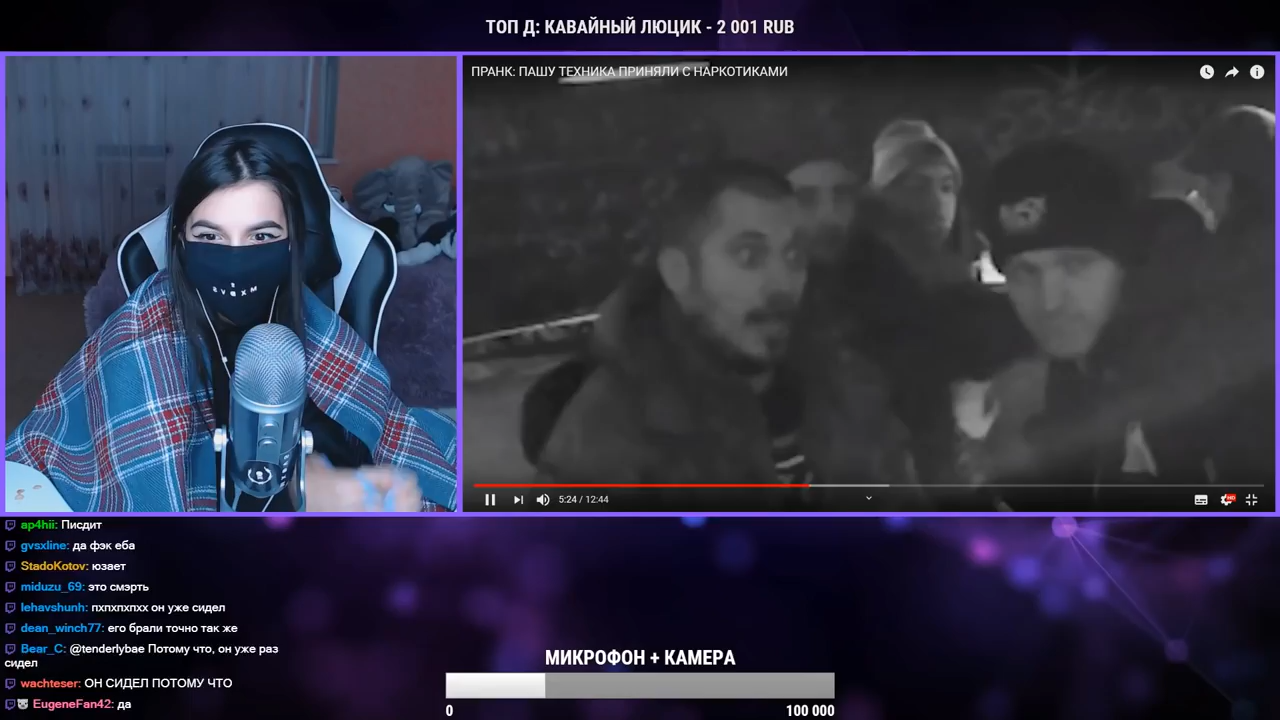 ТОП Д: КАВАЙНЫЙ ЛЮЦИК - 2 001 RUB
ПРАНК: ПАШУ ТЕХНИКА ПРИНЯЛИ С НАРКОТИКАМИ
5:24 / 12:44
HD
ap4hii: Писдит
gvsxline: да фэк еба
StadoKotov: юзает
miduzu_69: это смэрть
lehavshunh: пхпхпхпхх он уже сидел
dean_winch77: его брали точно так же
Bear_C: @tenderlybae Потому что, он уже раз
сидел
wachteser: ОН СИДЕЛ ПОТОМУ ЧТО
EugeneFan42: да
МИКРОФОН + КАМЕРА
0
100 000